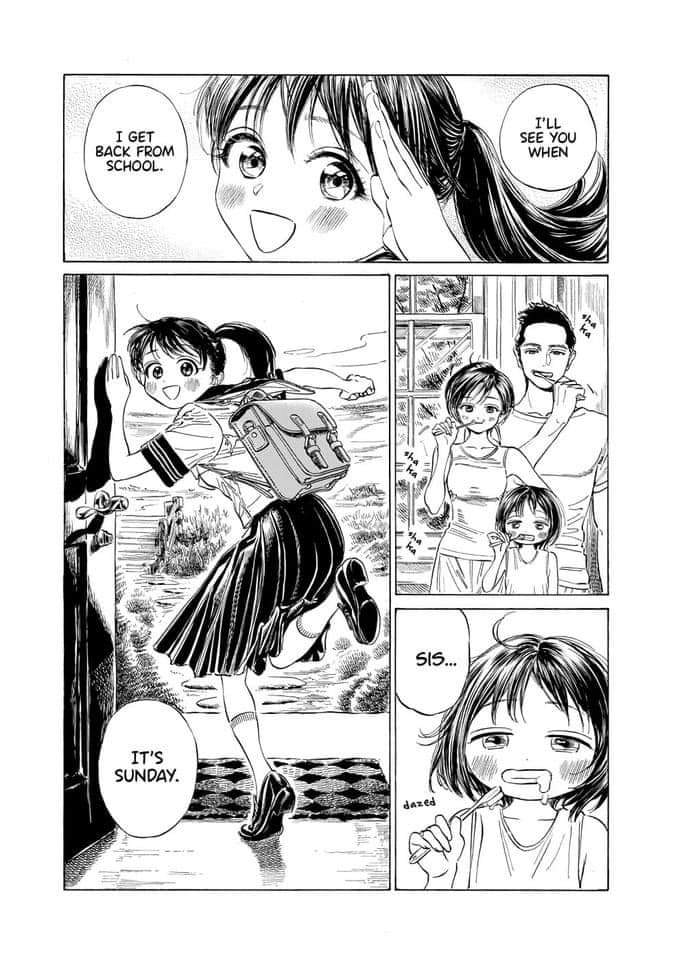 I'LL
SEE YOU
WHEN
I GET
BACK FROM
SCHOOL.
sha
ka
sha
ka
sha
ka
SIS...
dazed
IT'S
SUNDAY.